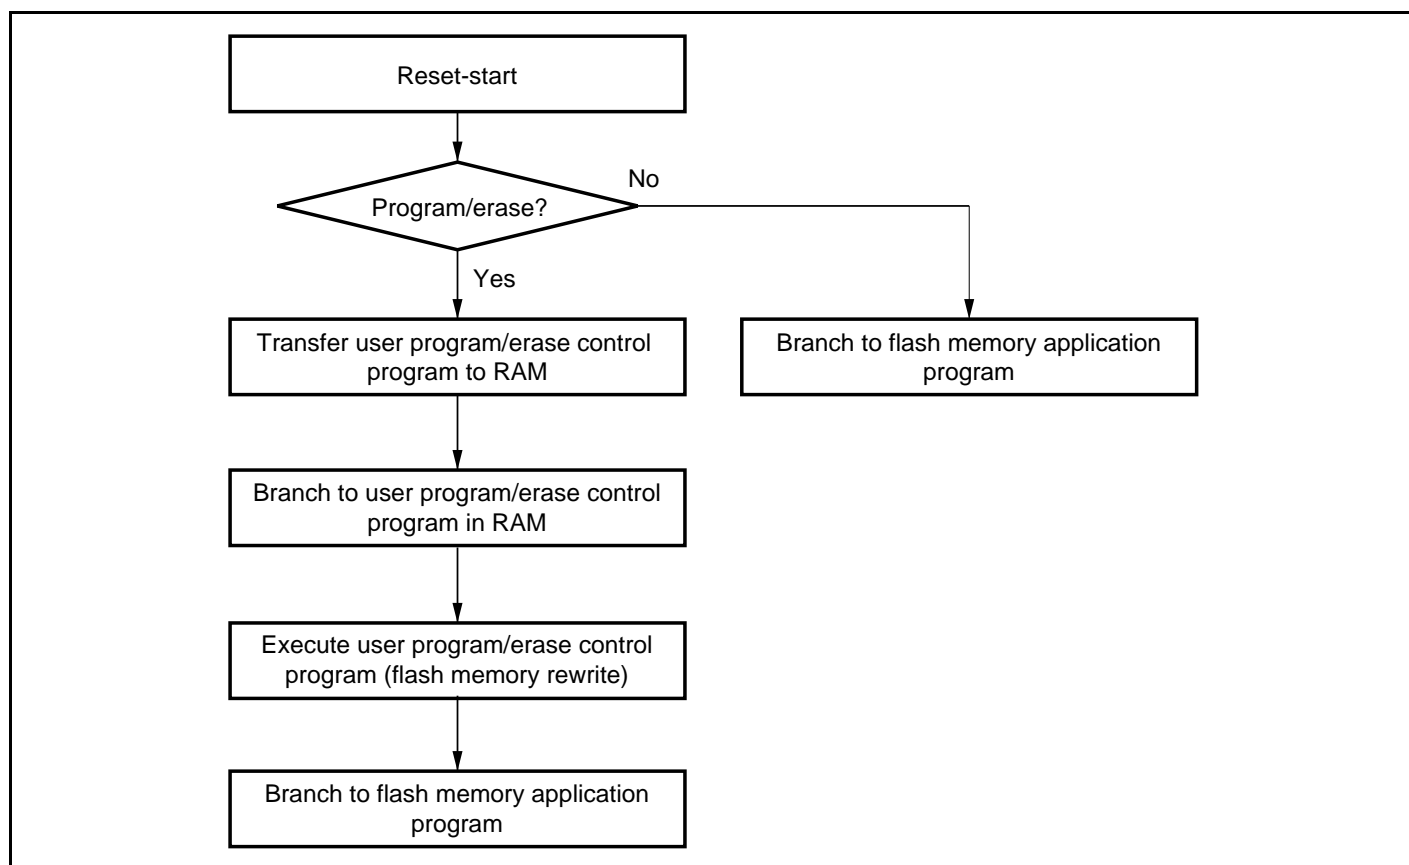 Reset-start
No
Program/erase?
Yes
Transfer user program/erase control
program to RAM
Branch to flash memory application
program
Branch to user program/erase control
program in RAM
Execute user program/erase control
program (flash memory rewrite)
Branch to flash memory application
program